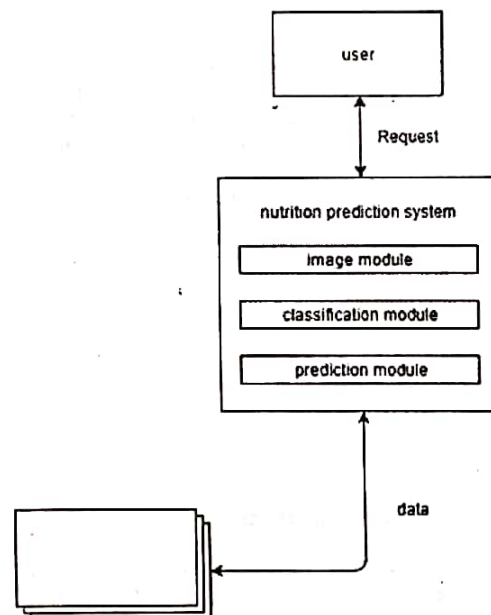 user
Request
nutrition prediction system
image module
classification module
prediction module
data